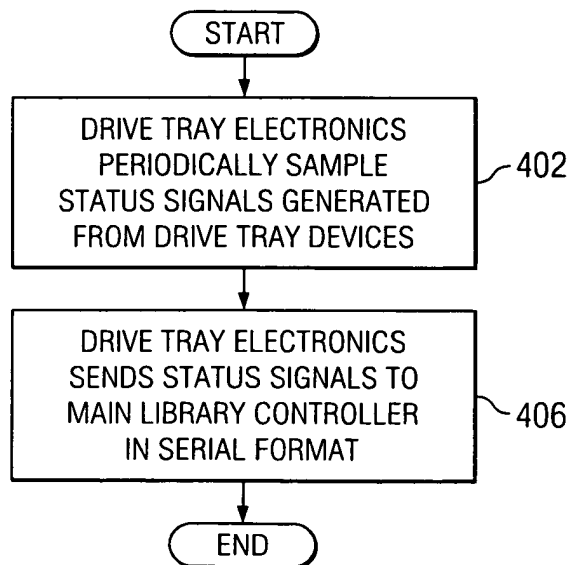 START
DRIVE TRAY ELECTRONICS
PERIODICALLY SAMPLE
STATUS SIGNALS GENERATED
FROM DRIVE TRAY DEVICES
402
DRIVE TRAY ELECTRONICS
SENDS STATUS SIGNALS TO
MAIN LIBRARY CONTROLLER
IN SERIAL FORMAT
406
END